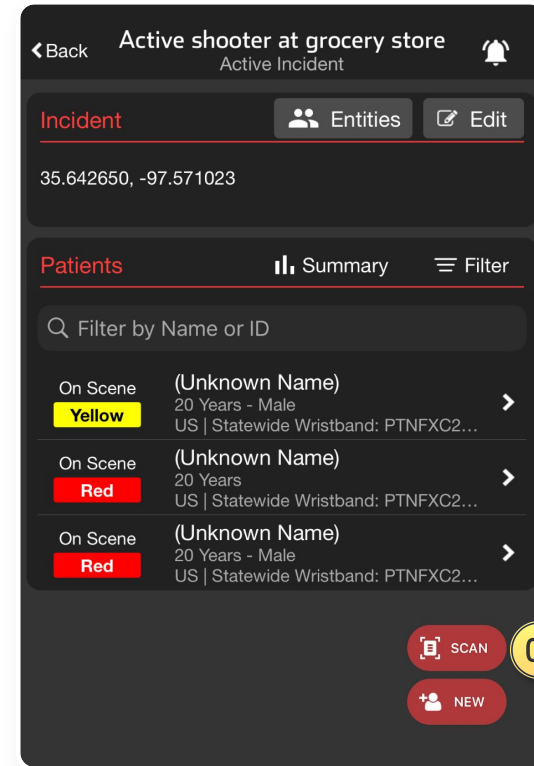 Back
Active shooter at grocery store
Active Incident
Incident
Entities
Edit
35.642650, -97.571023
Patients
Summary
Filter
Filter by Name or ID
On Scene
Yellow
(Unknown Name)
20 Years - Male
US | Statewide Wristband: PTNFXC2...
On Scene
Red
(Unknown Name)
20 Years
US | Statewide Wristband: PTNFXC2...
On Scene
Red
(Unknown Name)
20 Years - Male
US | Statewide Wristband: PTNFXC2...
SCAN
NEW